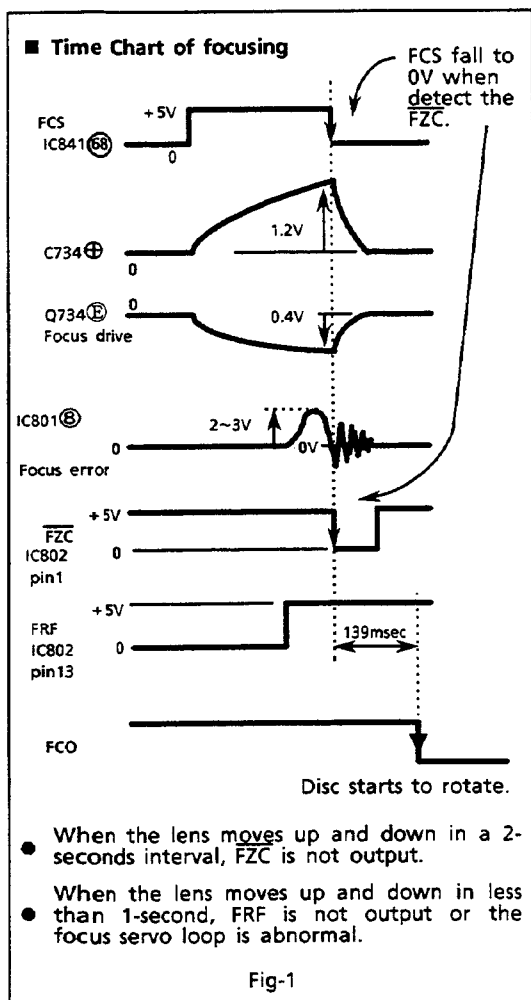 ■ Time Chart of focusing
FCS fall to
0V when
detect the
FZC.
FCS
IC841 68
+5V
0
C734 +
0
1.2V
0
Q734 E
Focus drive
0.4V
IC801 8
0
Focus error
2~3V
0V
FZC
IC802
pin1
+5V
0
FRF
IC802
pin13
+5V
0
139msec
FCO
Disc starts to rotate.
● When the lens moves up and down in a 2-
seconds interval, FZC is not output.
● When the lens moves up and down in less
than 1-second, FRF is not output or the
focus servo loop is abnormal.
Fig-1